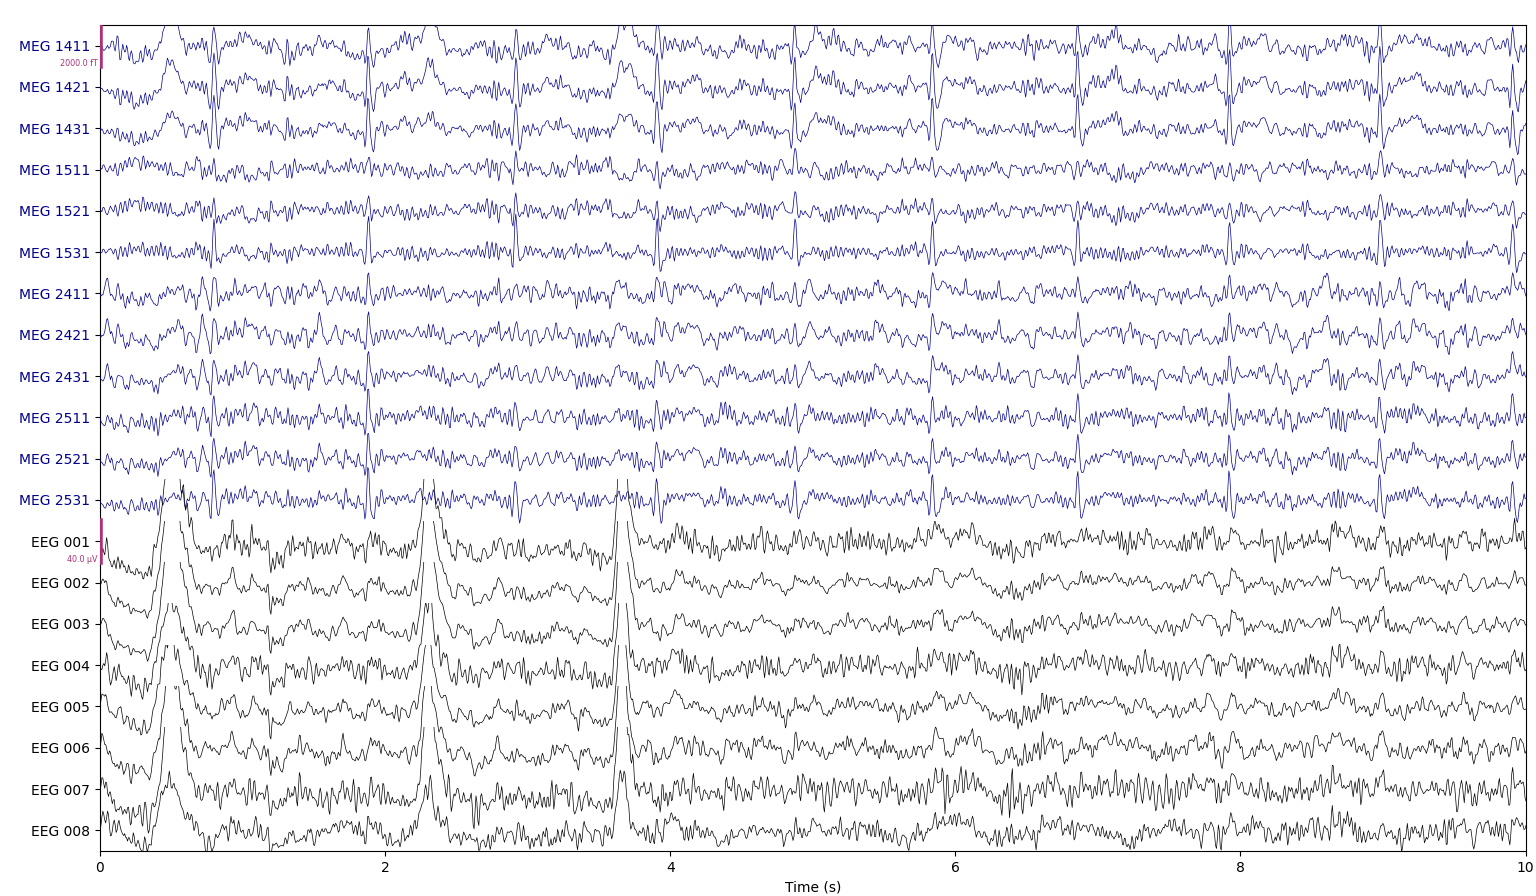 MEG 1411
2000.0 fT
MEG 1421
MEG 1431
MEG 1511
MEG 1521
MEG 1531
MEG 2411
MEG 2421
MEG 2431
MEG 2511
MEG 2521
MEG 2531
EEG 001
40.0 µV
EEG 002
EEG 003
EEG 004
EEG 005
EEG 006
EEG 007
EEG 008
0 2 4 6 8 10
Time (s)